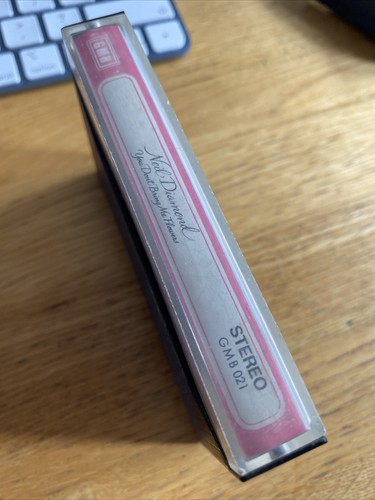 GMB
Neil Diamond
You Don't Bring Me Flowers
STEREO
GMB 021